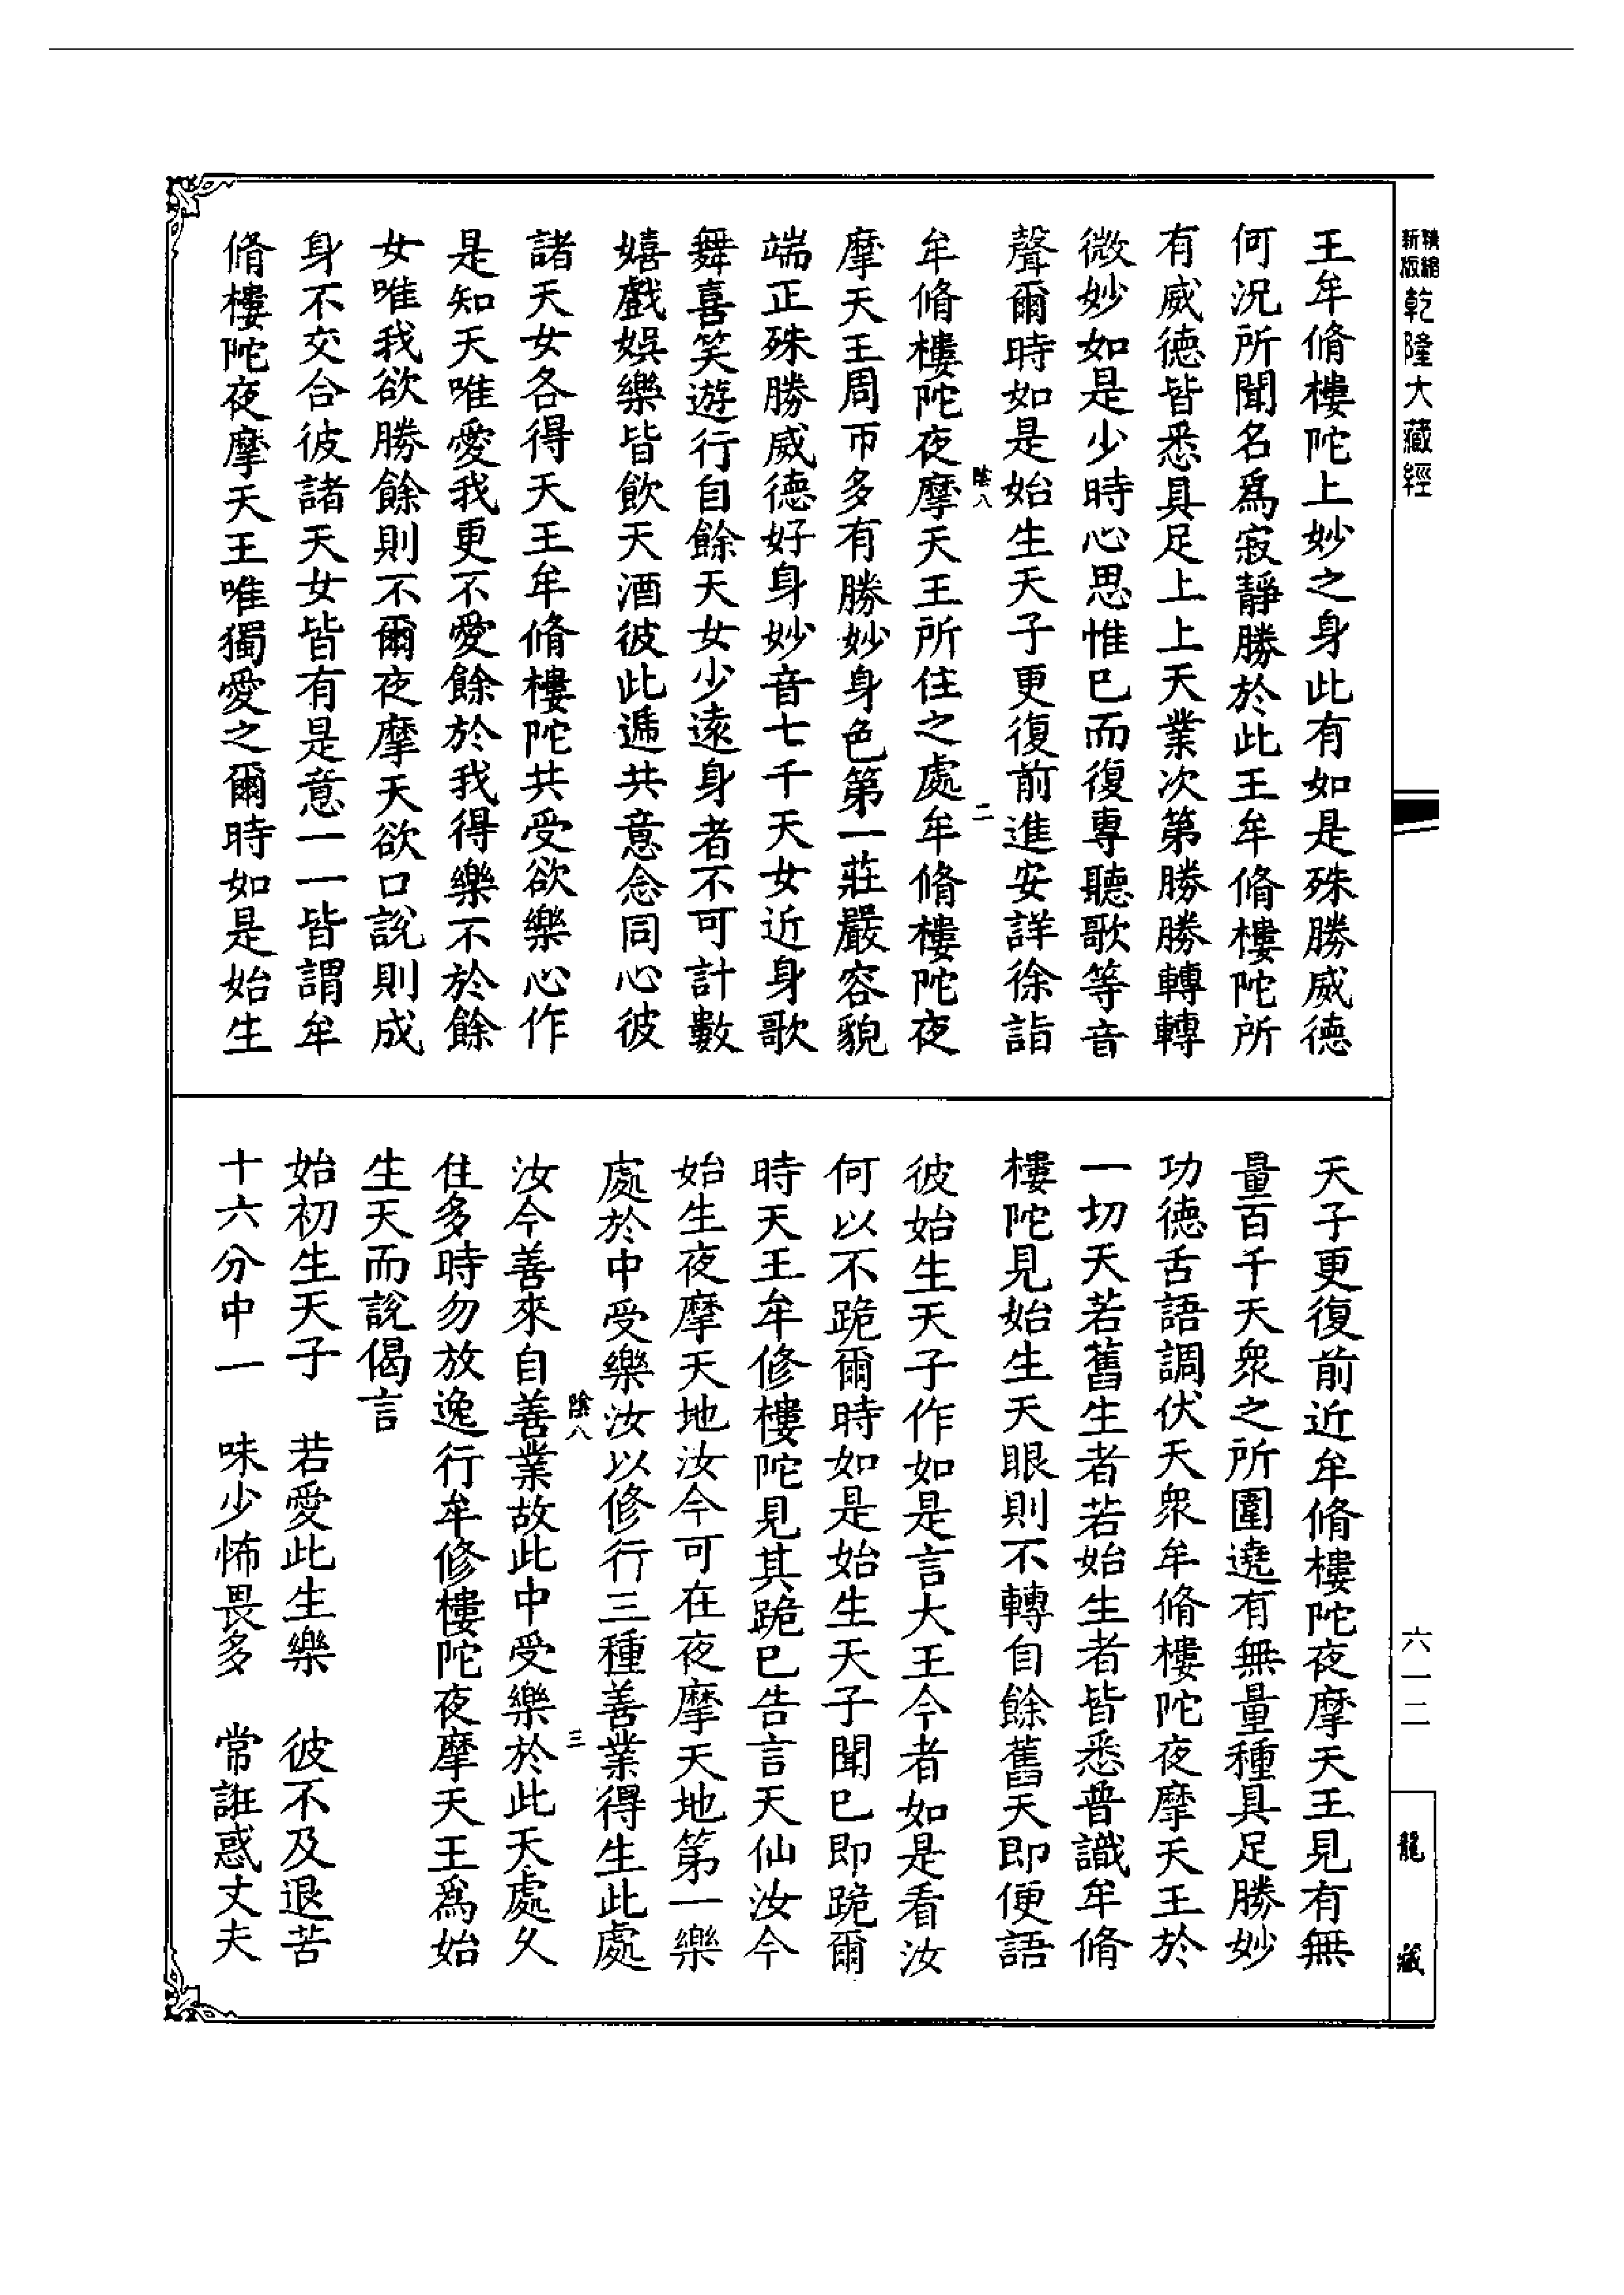 精縮新版乾隆大藏經
王牟脩樓陀上妙之身此有如是殊勝威德
何況所聞名爲寂靜勝於此王牟脩樓陀所
有威德皆悉具足上上天業次第勝勝轉轉
微妙如是少時心思惟已而復專聽歌等音
聲爾時如是始生天子更復前進安詳徐詣
陰八 二
牟脩樓陀夜摩天王所住之處牟脩樓陀夜
摩天王周帀多有勝妙身色第一莊嚴容貌
端正殊勝威德好身妙音七千天女近身歌
舞喜笑遊行自餘天女少遠身者不可計數
嬉戲娛樂皆飲天酒彼此遞共意念同心彼
諸天女各得天王牟脩樓陀共受欲樂心作
是知天唯愛我更不愛餘於我得樂不於餘
女唯我欲勝餘則不爾夜摩天欲口說則成
身不交合彼諸天女皆有是意一一皆謂牟
脩樓陀夜摩天王唯獨愛之爾時如是始生
天子更復前近牟脩樓陀夜摩天王見有無
量百千天眾之所圍遶有無量種具足勝妙
功德舌語調伏天眾牟脩樓陀夜摩天王於
一切天若舊生者若始生者皆悉普識牟脩
樓陀見始生天眼則不轉自餘舊天即便語
彼始生天子作如是言大王今者如是看汝
何以不跪爾時如是始生天子聞已即跪爾
時天王牟修樓陀見其跪已告言天仙汝今
始生夜摩天地汝今可在夜摩天地第一樂
處於中受樂汝以修行三種善業得生此處
陰八 三
汝今善來自善業故此中受樂於此天處久
住多時勿放逸行牟修樓陀夜摩天王爲始
生天而說偈言
始初生天子　若愛此生樂　彼不及退苦
十六分中一　味少怖畏多　常誑惑丈夫
六一二
龍藏